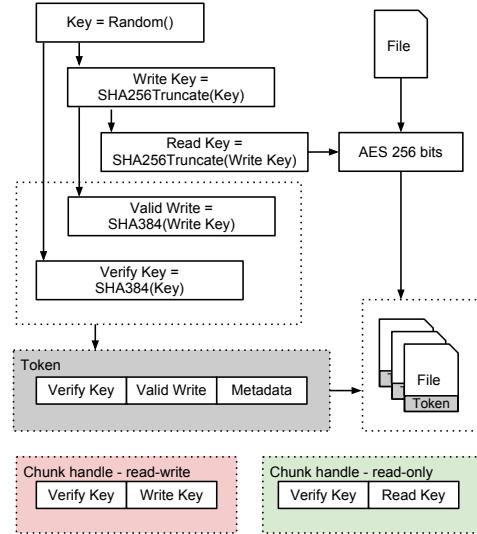 Key = Random()
File
Write Key =
SHA256Truncate(Key)
Read Key =
SHA256Truncate(Write Key)
AES 256 bits
Valid Write =
SHA384(Write Key)
Verify Key =
SHA384(Key)
Token
Verify Key Valid Write Metadata
File
Token
Chunk handle - read-write
Verify Key Write Key
Chunk handle - read-only
Verify Key Read Key